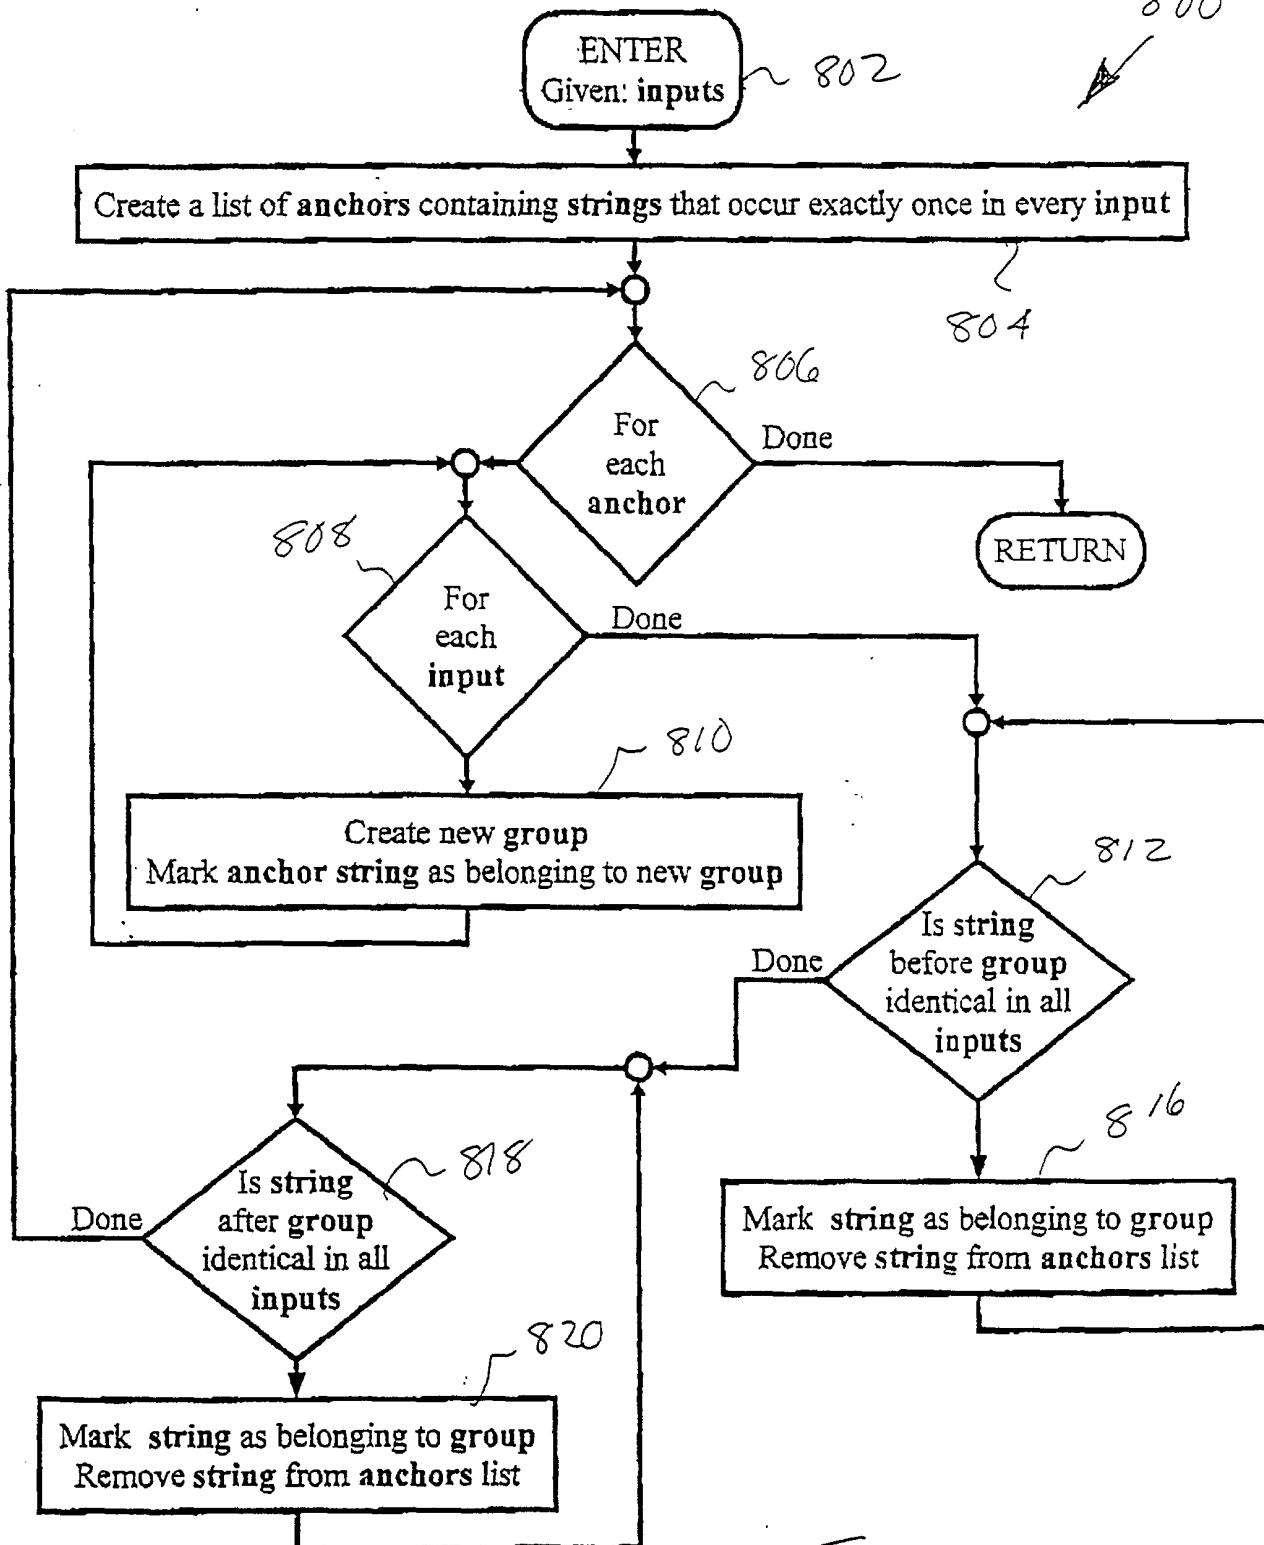 800
ENTER
Given: inputs
802
Create a list of anchors containing strings that occur exactly once in every input
804
806
For
each
anchor
Done
RETURN
808
For
each
input
Done
810
Create new group
Mark anchor string as belonging to new group
812
Is string
before group
identical in all
inputs
Done
816
Mark string as belonging to group
Remove string from anchors list
818
Is string
after group
identical in all
inputs
Done
820
Mark string as belonging to group
Remove string from anchors list